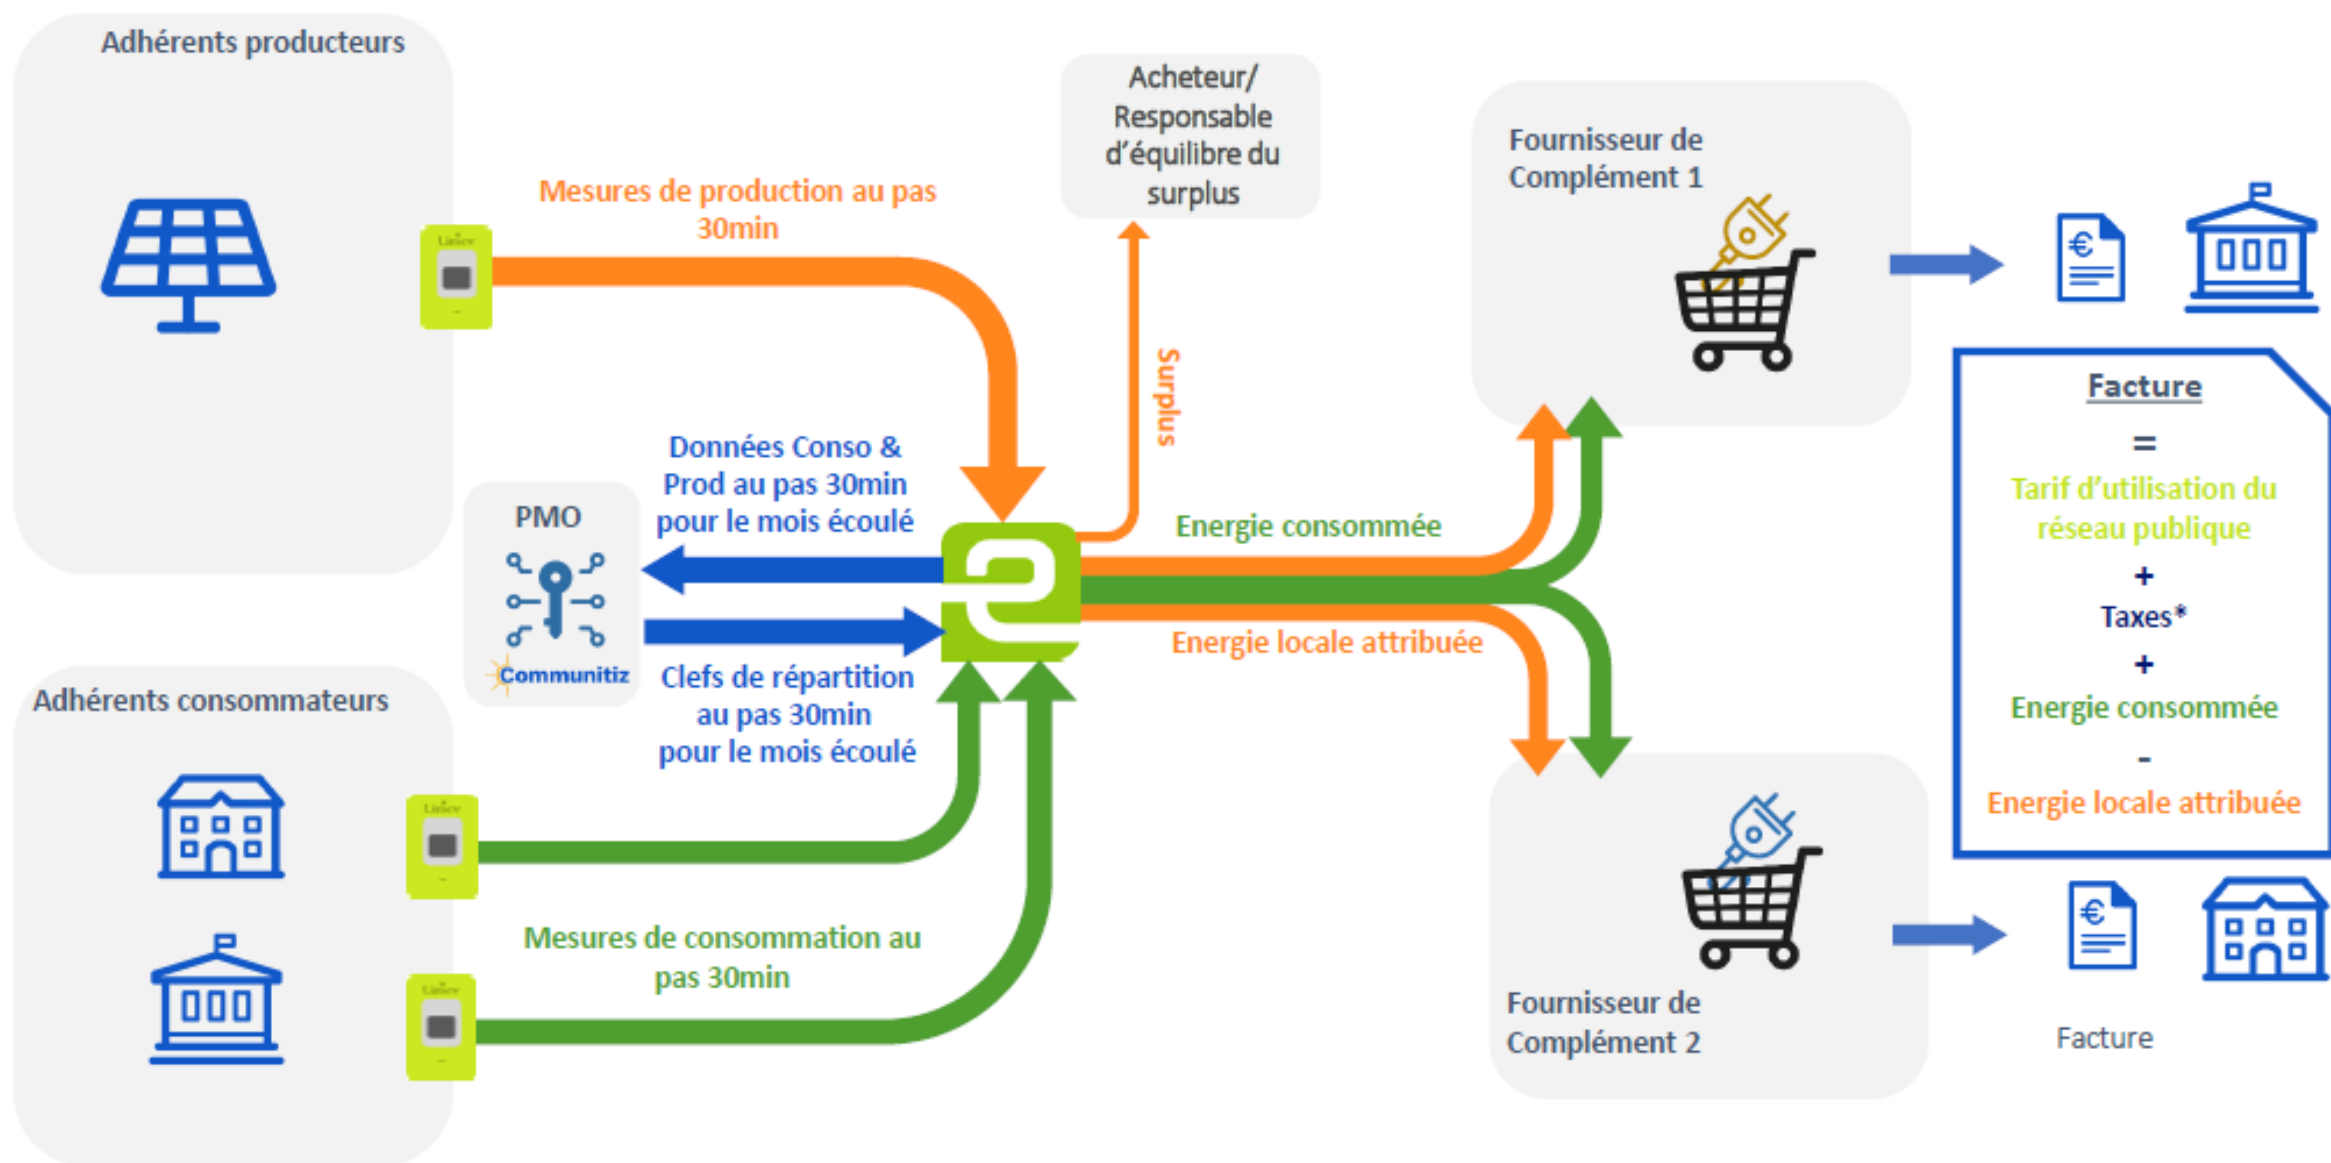 Adhérents producteurs
Mesures de production au pas
30min
Acheteur/
Responsable
d'équilibre du
surplus
Fournisseur de
Complément 1
Surplus
Données Conso &
Prod au pas 30min
pour le mois écoulé
PMO
Communitiz
Clefs de répartition
au pas 30min
pour le mois écoulé
Energie consommée
Energie locale attribuée
Facture
=
Tarif d'utilisation du
réseau publique
+
Taxes*
+
Energie consommée
-
Energie locale attribuée
Adhérents consommateurs
Mesures de consommation au
pas 30min
Fournisseur de
Complément 2
Facture